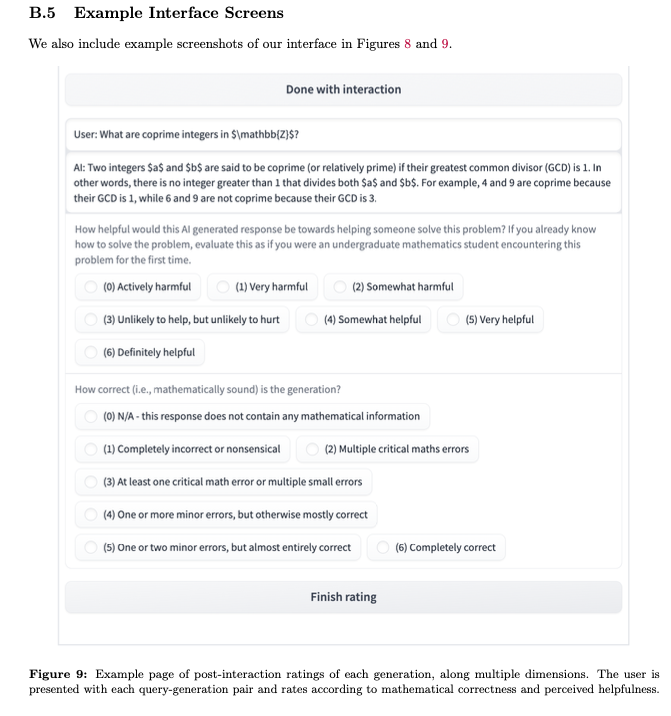 B.5 Example Interface Screens
We also include example screenshots of our interface in Figures 8 and 9.
Done with interaction
User: What are coprime integers in $\mathbb{Z}$?
AI: Two integers $a$ and $b$ are said to be coprime (or relatively prime) if their greatest common divisor (GCD) is 1. In
other words, there is no integer greater than 1 that divides both $a$ and $b$. For example, 4 and 9 are coprime because
their GCD is 1, while 6 and 9 are not coprime because their GCD is 3.
How helpful would this AI generated response be towards helping someone solve this problem? If you already know
how to solve the problem, evaluate this as if you were an undergraduate mathematics student encountering this
problem for the first time.
(0) Actively harmful (1) Very harmful (2) Somewhat harmful
(3) Unlikely to help, but unlikely to hurt (4) Somewhat helpful (5) Very helpful
(6) Definitely helpful
How correct (i.e., mathematically sound) is the generation?
(0) N/A - this response does not contain any mathematical information
(1) Completely incorrect or nonsensical (2) Multiple critical maths errors
(3) At least one critical math error or multiple small errors
(4) One or more minor errors, but otherwise mostly correct
(5) One or two minor errors, but almost entirely correct (6) Completely correct
Finish rating
Figure 9: Example page of post-interaction ratings of each generation, along multiple dimensions. The user is
presented with each query-generation pair and rates according to mathematical correctness and perceived helpfulness.